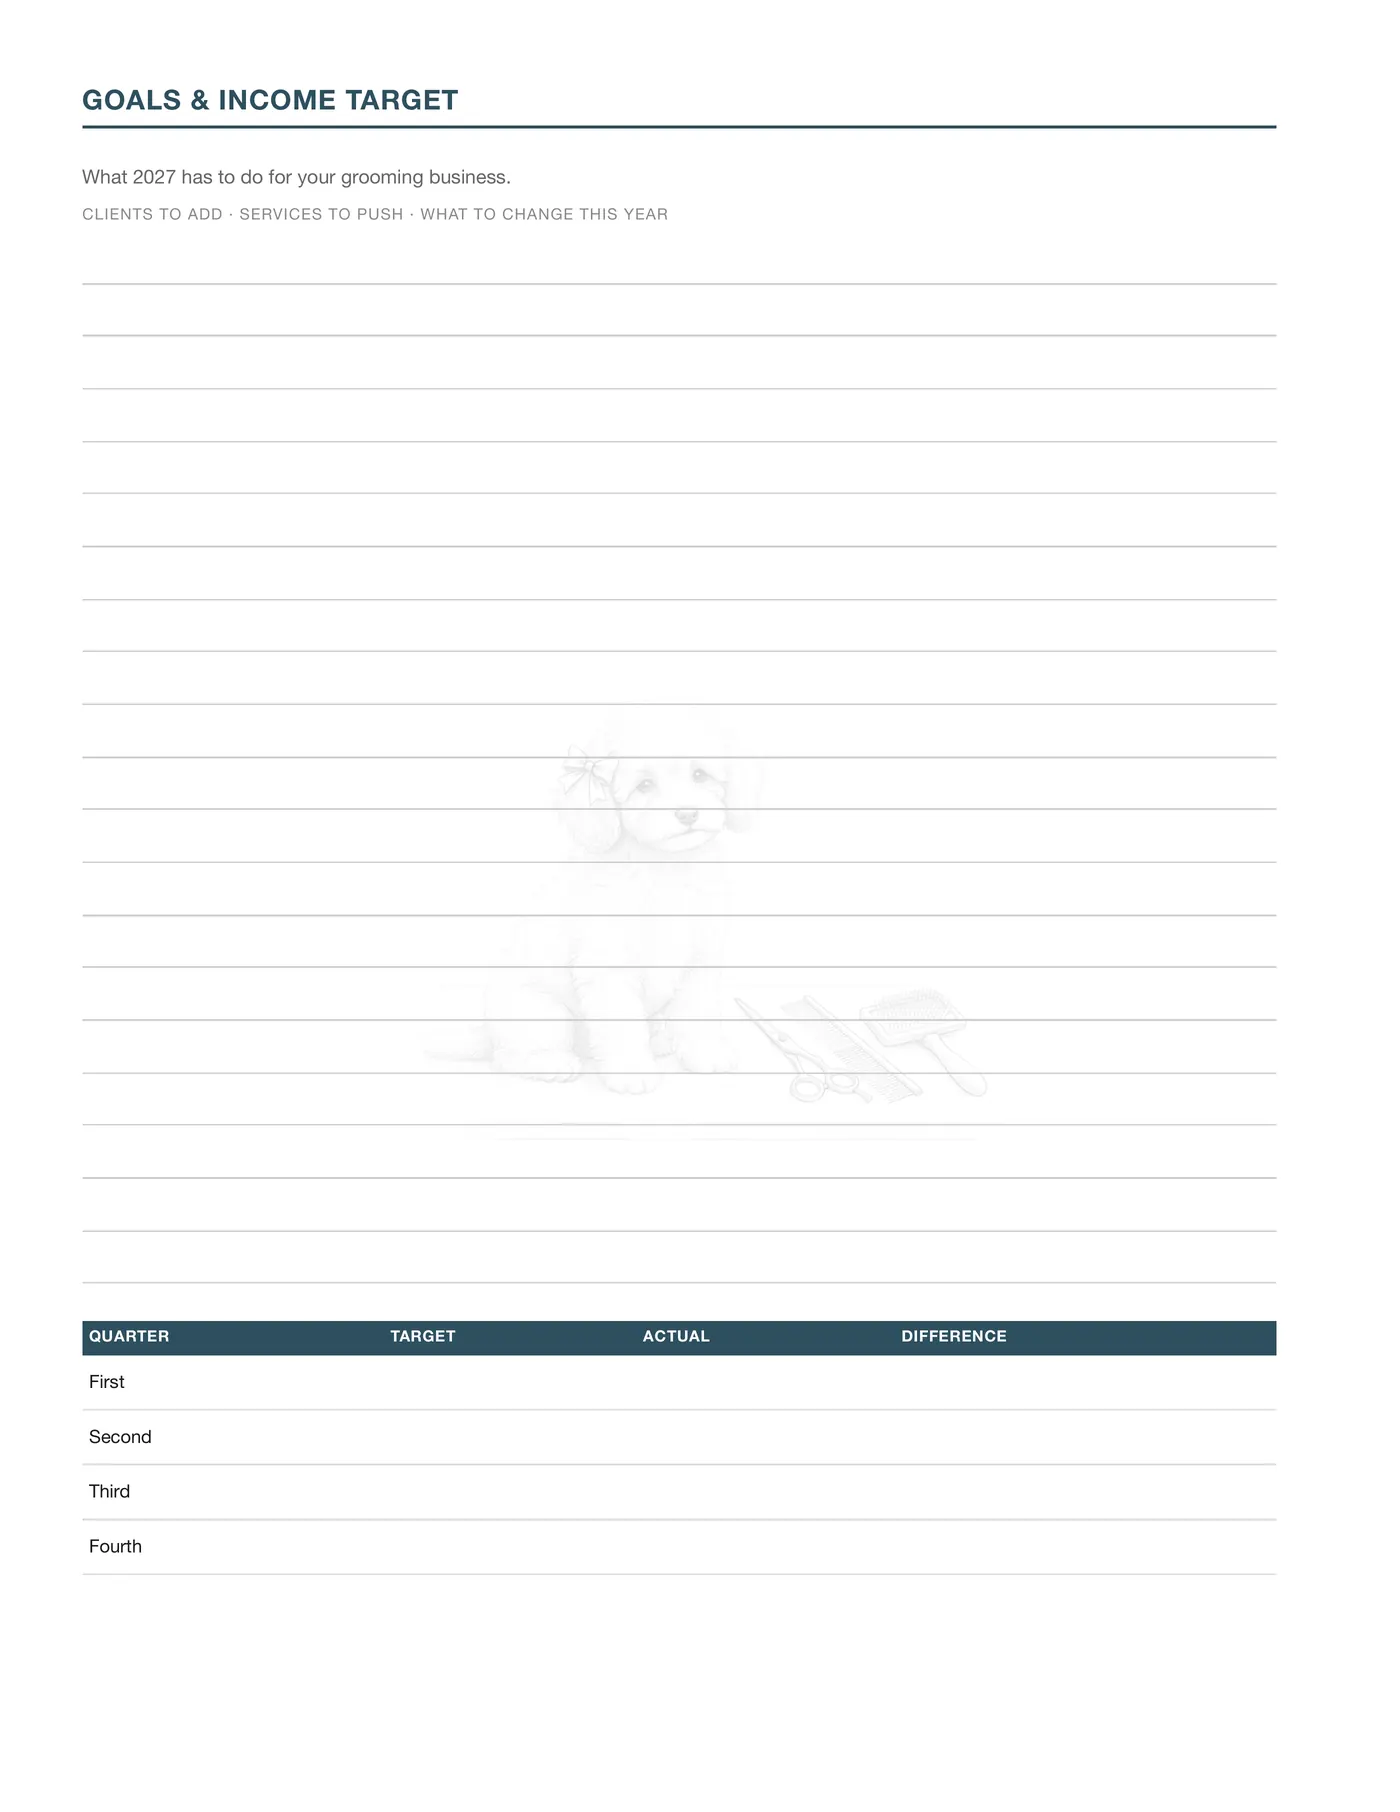 GOALS & INCOME TARGET
What 2027 has to do for your grooming business.
CLIENTS TO ADD · SERVICES TO PUSH · WHAT TO CHANGE THIS YEAR
QUARTER TARGET ACTUAL DIFFERENCE
First
Second
Third
Fourth